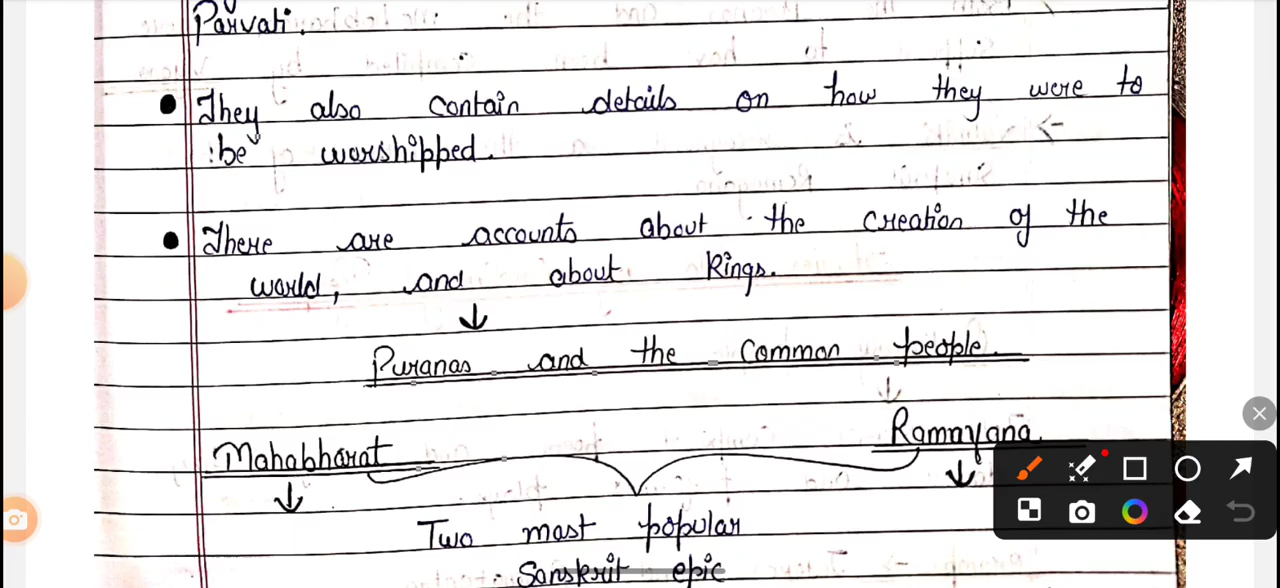 Parvati.
• They also contain details on how they were to
be worshipped.
• There are accounts about the creation of the
world, and about Kings.
↓
Puranas and the common people.
Mahabharat Ramayana
↓ ↓
Two most popular
Sanskrit epic